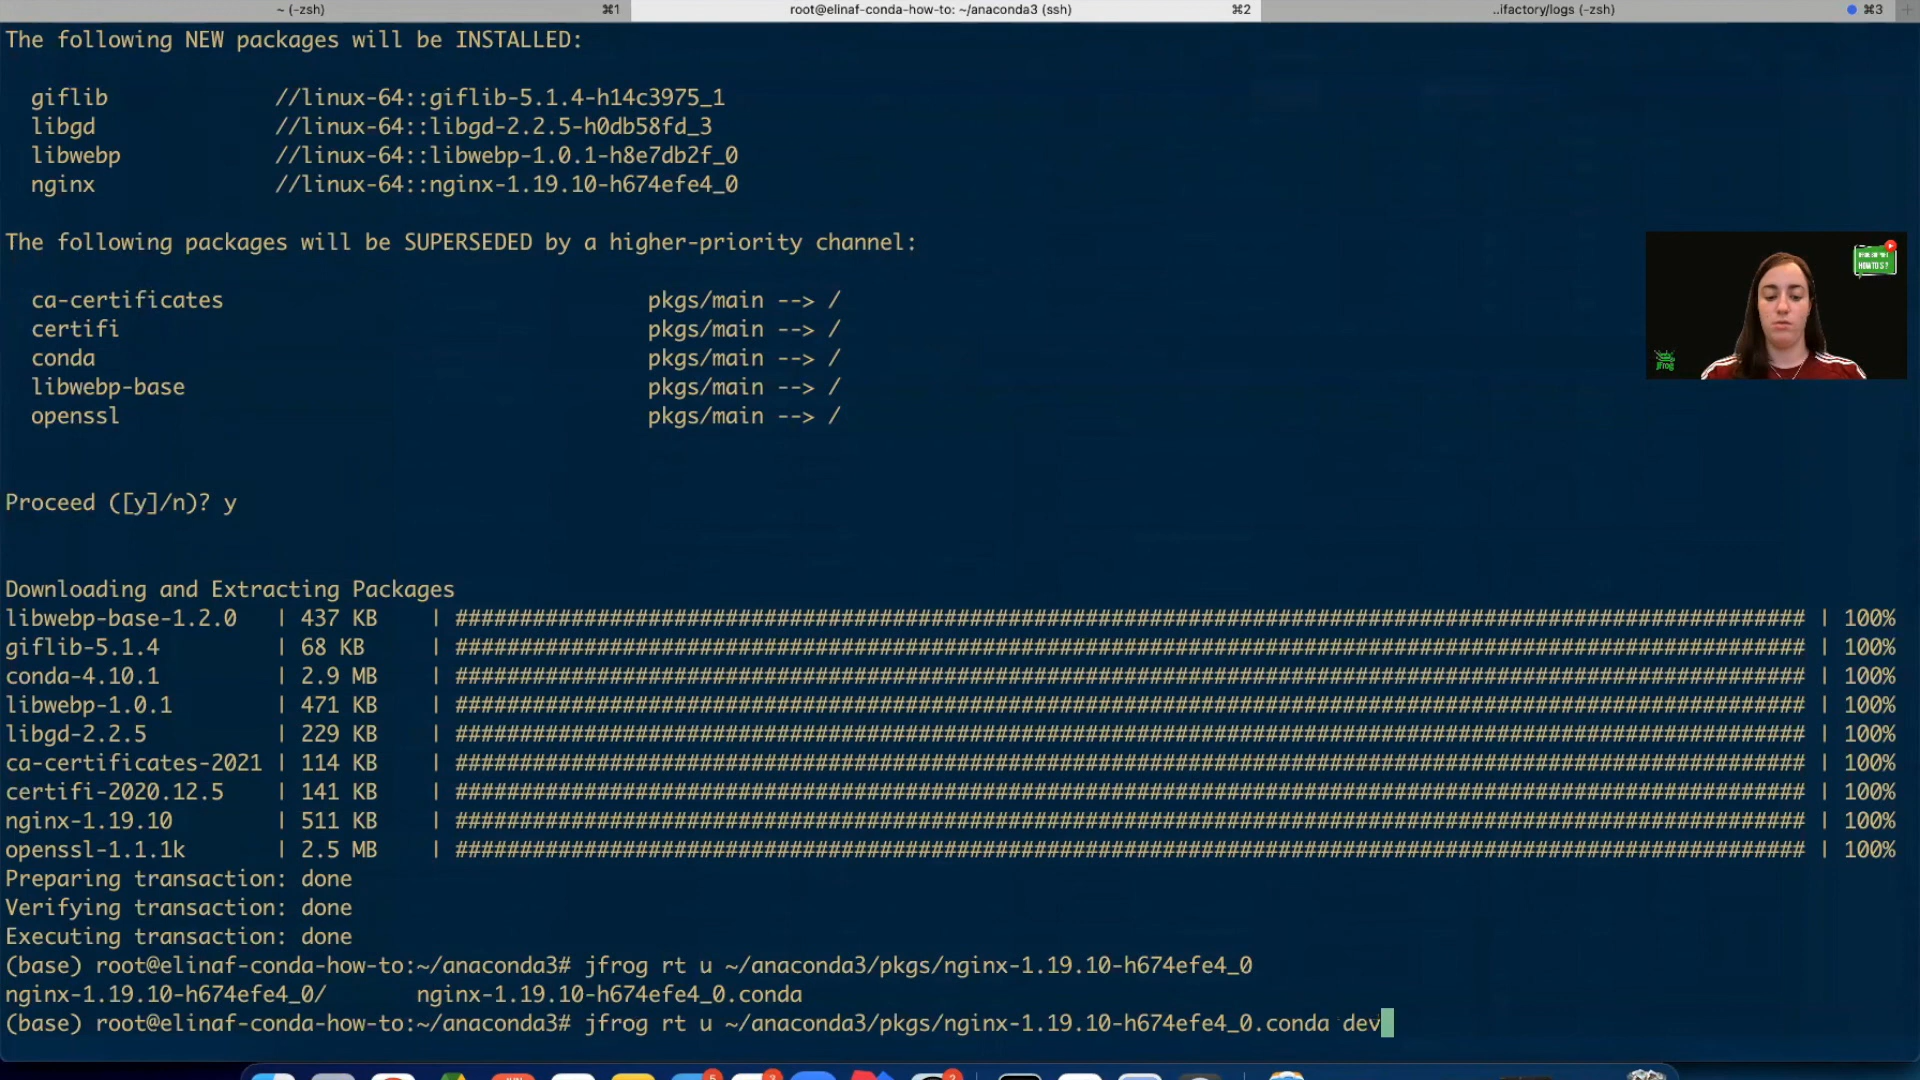 ~ (-zsh) ⌘1 root@elinaf-conda-how-to: ~/anaconda3 (ssh) ⌘2 ..ifactory/logs (-zsh) ⌘3
The following NEW packages will be INSTALLED:
giflib //linux-64::giflib-5.1.4-h14c3975_1
libgd //linux-64::libgd-2.2.5-h0db58fd_3
libwebp //linux-64::libwebp-1.0.1-h8e7db2f_0
nginx //linux-64::nginx-1.19.10-h674efe4_0
The following packages will be SUPERSEDED by a higher-priority channel:
ca-certificates pkgs/main --> /
certifi pkgs/main --> /
conda pkgs/main --> /
libwebp-base pkgs/main --> /
openssl pkgs/main --> /
HOWTO'S?
jfrog
Proceed ([y]/n)? y
Downloading and Extracting Packages
libwebp-base-1.2.0 | 437 KB | ######################################################################################################### | 100%
giflib-5.1.4 | 68 KB | ######################################################################################################### | 100%
conda-4.10.1 | 2.9 MB | ######################################################################################################### | 100%
libwebp-1.0.1 | 471 KB | ######################################################################################################### | 100%
libgd-2.2.5 | 229 KB | ######################################################################################################### | 100%
ca-certificates-2021 | 114 KB | ######################################################################################################### | 100%
certifi-2020.12.5 | 141 KB | ######################################################################################################### | 100%
nginx-1.19.10 | 511 KB | ######################################################################################################### | 100%
openssl-1.1.1k | 2.5 MB | ######################################################################################################### | 100%
Preparing transaction: done
Verifying transaction: done
Executing transaction: done
(base) root@elinaf-conda-how-to:~/anaconda3# jfrog rt u ~/anaconda3/pkgs/nginx-1.19.10-h674efe4_0
nginx-1.19.10-h674efe4_0/ nginx-1.19.10-h674efe4_0.conda
(base) root@elinaf-conda-how-to:~/anaconda3# jfrog rt u ~/anaconda3/pkgs/nginx-1.19.10-h674efe4_0.conda dev